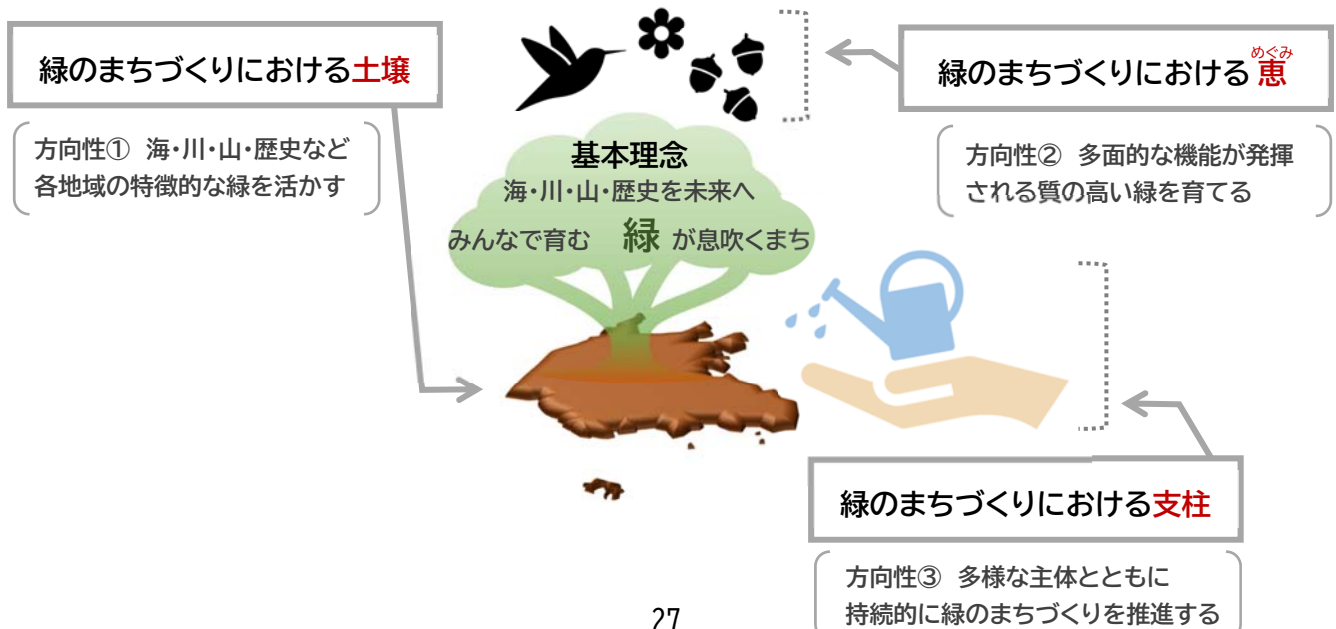 緑のまちづくりにおける土壌
方向性① 海・川・山・歴史など
各地域の特徴的な緑を活かす
めぐみ
緑のまちづくりにおける恵
方向性② 多面的な機能が発揮
される質の高い緑を育てる
基本理念
海・川・山・歴史を未来へ
みんなで育む 緑 が息吹くまち
緑のまちづくりにおける支柱
方向性③ 多様な主体とともに
持続的に緑のまちづくりを推進する
27